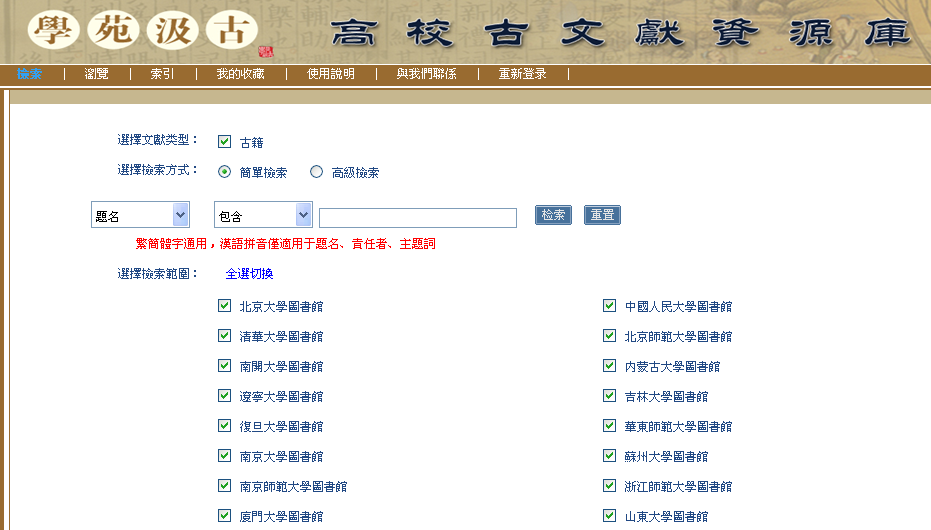 學苑汲古 高校古文獻資源庫
檢索 | 瀏覽 | 索引 | 我的收藏 | 使用說明 | 與我們聯係 | 重新登录 |
選擇文獻类型： 古籍
選擇檢索方式： 簡單檢索 高級檢索
題名 包含 检索 重置
繁簡體字通用，漢語拼音僅適用于題名、責任者、主題詞
選擇檢索範圍： 全選切換
北京大學圖書館 中國人民大學圖書館
清華大學圖書館 北京師範大學圖書館
南開大學圖書館 内蒙古大學圖書館
遼寧大學圖書館 吉林大學圖書館
復旦大學圖書館 華東師範大學圖書館
南京大學圖書館 蘇州大學圖書館
南京師範大學圖書館 浙江師範大學圖書館
廈門大學圖書館 山東大學圖書館